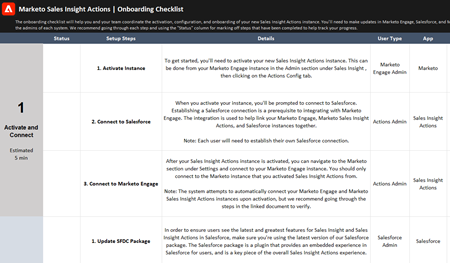 Marketo Sales Insight Actions | Onboarding Checklist
The onboarding checklist will help you and your team coordinate the activation, configuration, and onboarding of your new Sales Insight Actions instance. You'll need to make updates in Marketo Engage, Salesforce, and
the admins of each system. We recommend going through each step and using the "Status" column for marking off steps that have been completed to help track your progress.
Status
Setup Steps
Details
User Type
App
1
Activate and
Connect
Estimated
5 min
1. Activate Instance
To get started, you'll need to activate your new Sales Insight Actions instance. This can
be done from your Marketo Engage instance in the Admin section under Sales Insight ,
then clicking on the Actions Config tab.
Marketo
Engage Admin
Marketo
2. Connect to Salesforce
When you activate your instance, you'll be prompted to connect to Salesforce.
Establishing a Salesforce connection is a prerequisite to integrating with Marketo
Engage. The integration is used to help link your Marketo Engage, Marketo Sales Insight
Actions, and Salesforce instances together.
Note: Each user will need to establish their own Salesforce connection.
Actions Admin
Sales Insight
Actions
3. Connect to Marketo Engage
After your Sales Insight Actions instance is activated, you can navigate to the Marketo
section under Settings and connect to your Marketo Engage instance. You should only
connect to the Marketo instance that you activated Sales Insight Actions from.
Note: The system attempts to automatically connect your Marketo Engage and Marketo
Sales Insight Actions instances upon activation, but we recommend going through the
steps in the linked document to verify.
Actions Admin
Sales Insight
Actions
1. Update SFDC Package
In order to ensure users see the latest and greatest features for Sales Insight and Sales
Insight Actions in Salesforce, make sure you're using the latest version of our Salesforce
package. The Salesforce package is a plugin that provides an embedded experience in
Salesforce for users, and is a key piece of the overall Sales Insight Actions experience.
Salesforce
Admin
Salesforce